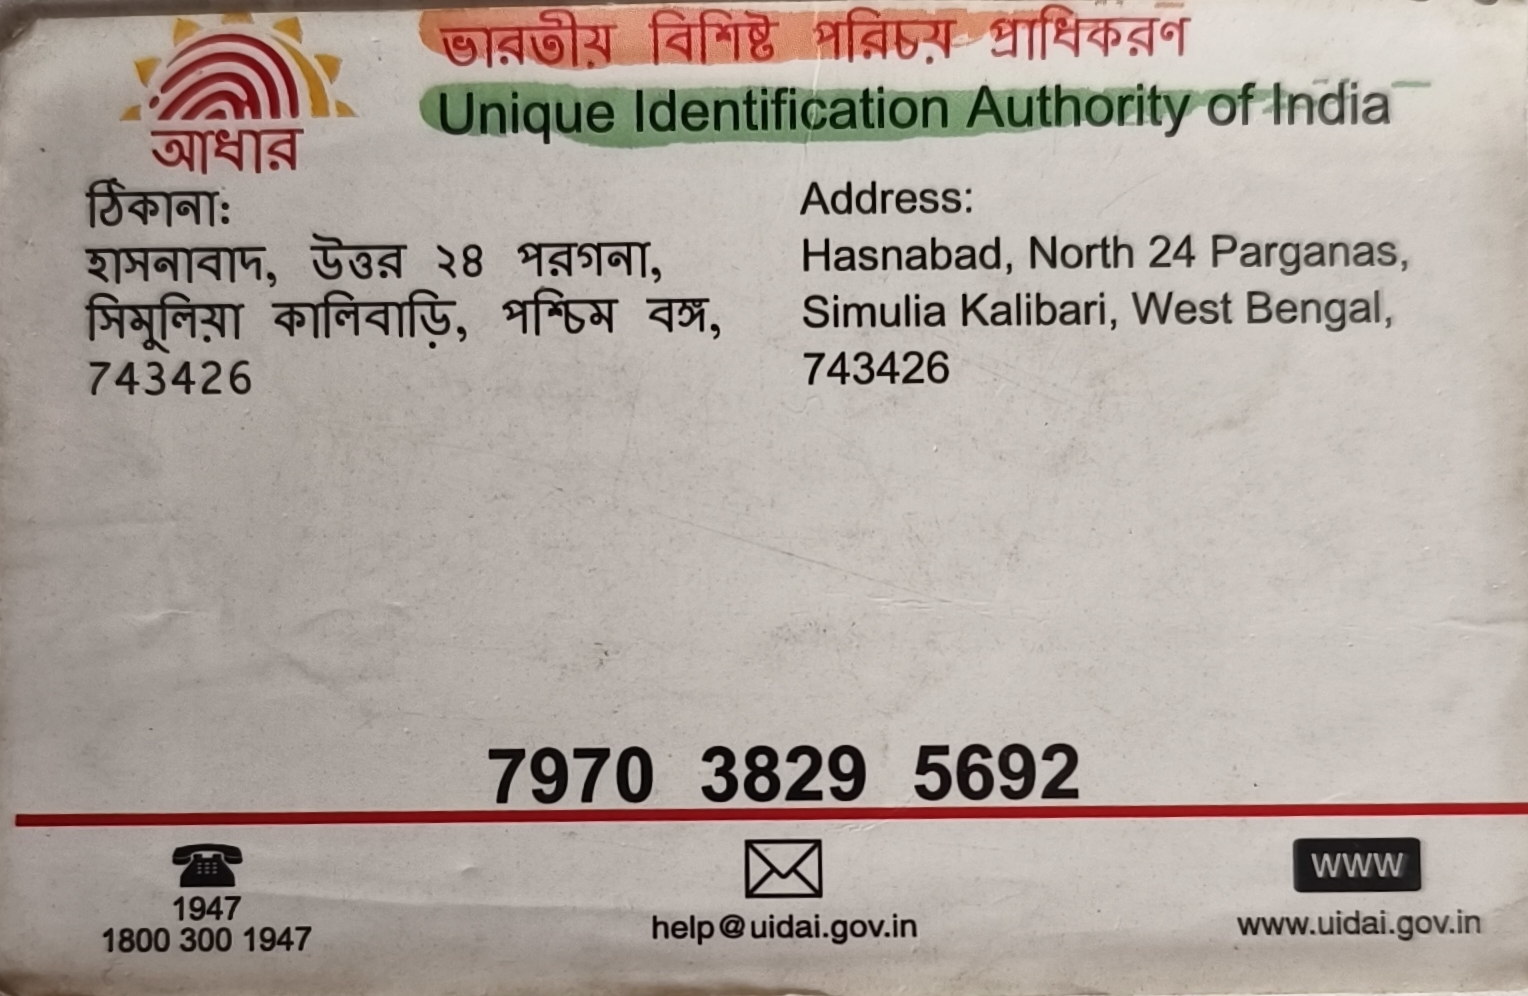 ভারতীয় বিশিষ্ট পরিচয় প্রাধিকরণ
Unique Identification Authority of India
আধার
ঠিকানা:
হাসনাবাদ, উত্তর ২৪ পরগনা,
সিমুলিয়া কালিবাড়ি, পশ্চিম বঙ্গ,
743426
Address:
Hasnabad, North 24 Parganas,
Simulia Kalibari, West Bengal,
743426
7970 3829 5692
1947
1800 300 1947
help@uidai.gov.in
WWW
www.uidai.gov.in